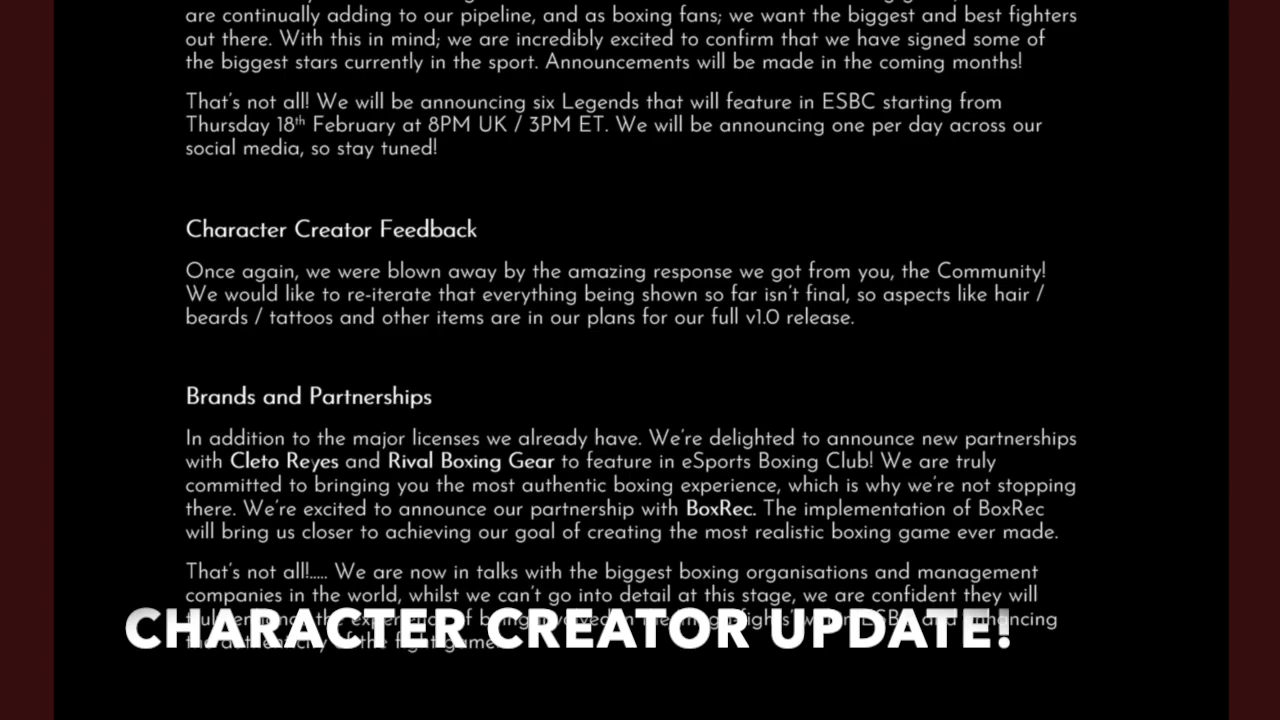 are continually adding to our pipeline, and as boxing fans; we want the biggest and best fighters
out there. With this in mind; we are incredibly excited to confirm that we have signed some of
the biggest stars currently in the sport. Announcements will be made in the coming months!
That's not all! We will be announcing six Legends that will feature in ESBC starting from
Thursday 18th February at 8PM UK / 3PM ET. We will be announcing one per day across our
social media, so stay tuned!
Character Creator Feedback
Once again, we were blown away by the amazing response we got from you, the Community!
We would like to re-iterate that everything being shown so far isn't final, so aspects like hair /
beards / tattoos and other items are in our plans for our full v1.0 release.
Brands and Partnerships
In addition to the major licenses we already have. We're delighted to announce new partnerships
with Cleto Reyes and Rival Boxing Gear to feature in eSports Boxing Club! We are truly
committed to bringing you the most authentic boxing experience, which is why we're not stopping
there. We're excited to announce our partnership with BoxRec. The implementation of BoxRec
will bring us closer to achieving our goal of creating the most realistic boxing game ever made.
That's not all!..... We are now in talks with the biggest boxing organisations and management
companies in the world, whilst we can't go into detail at this stage, we are confident they will
CHARACTER CREATOR UPDATE!